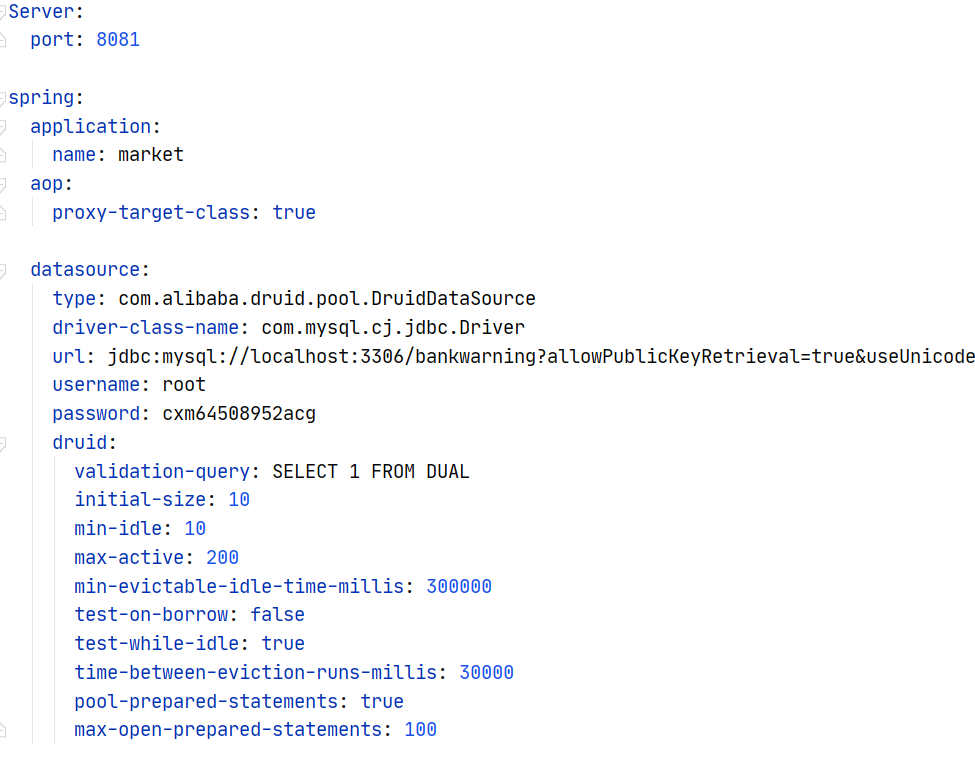 Server:
port: 8081
spring:
application:
name: market
aop:
proxy-target-class: true
datasource:
type: com.alibaba.druid.pool.DruidDataSource
driver-class-name: com.mysql.cj.jdbc.Driver
url: jdbc:mysql://localhost:3306/bankwarning?allowPublicKeyRetrieval=true&useUnicode
username: root
password: cxm64508952acg
druid:
validation-query: SELECT 1 FROM DUAL
initial-size: 10
min-idle: 10
max-active: 200
min-evictable-idle-time-millis: 300000
test-on-borrow: false
test-while-idle: true
time-between-eviction-runs-millis: 30000
pool-prepared-statements: true
max-open-prepared-statements: 100